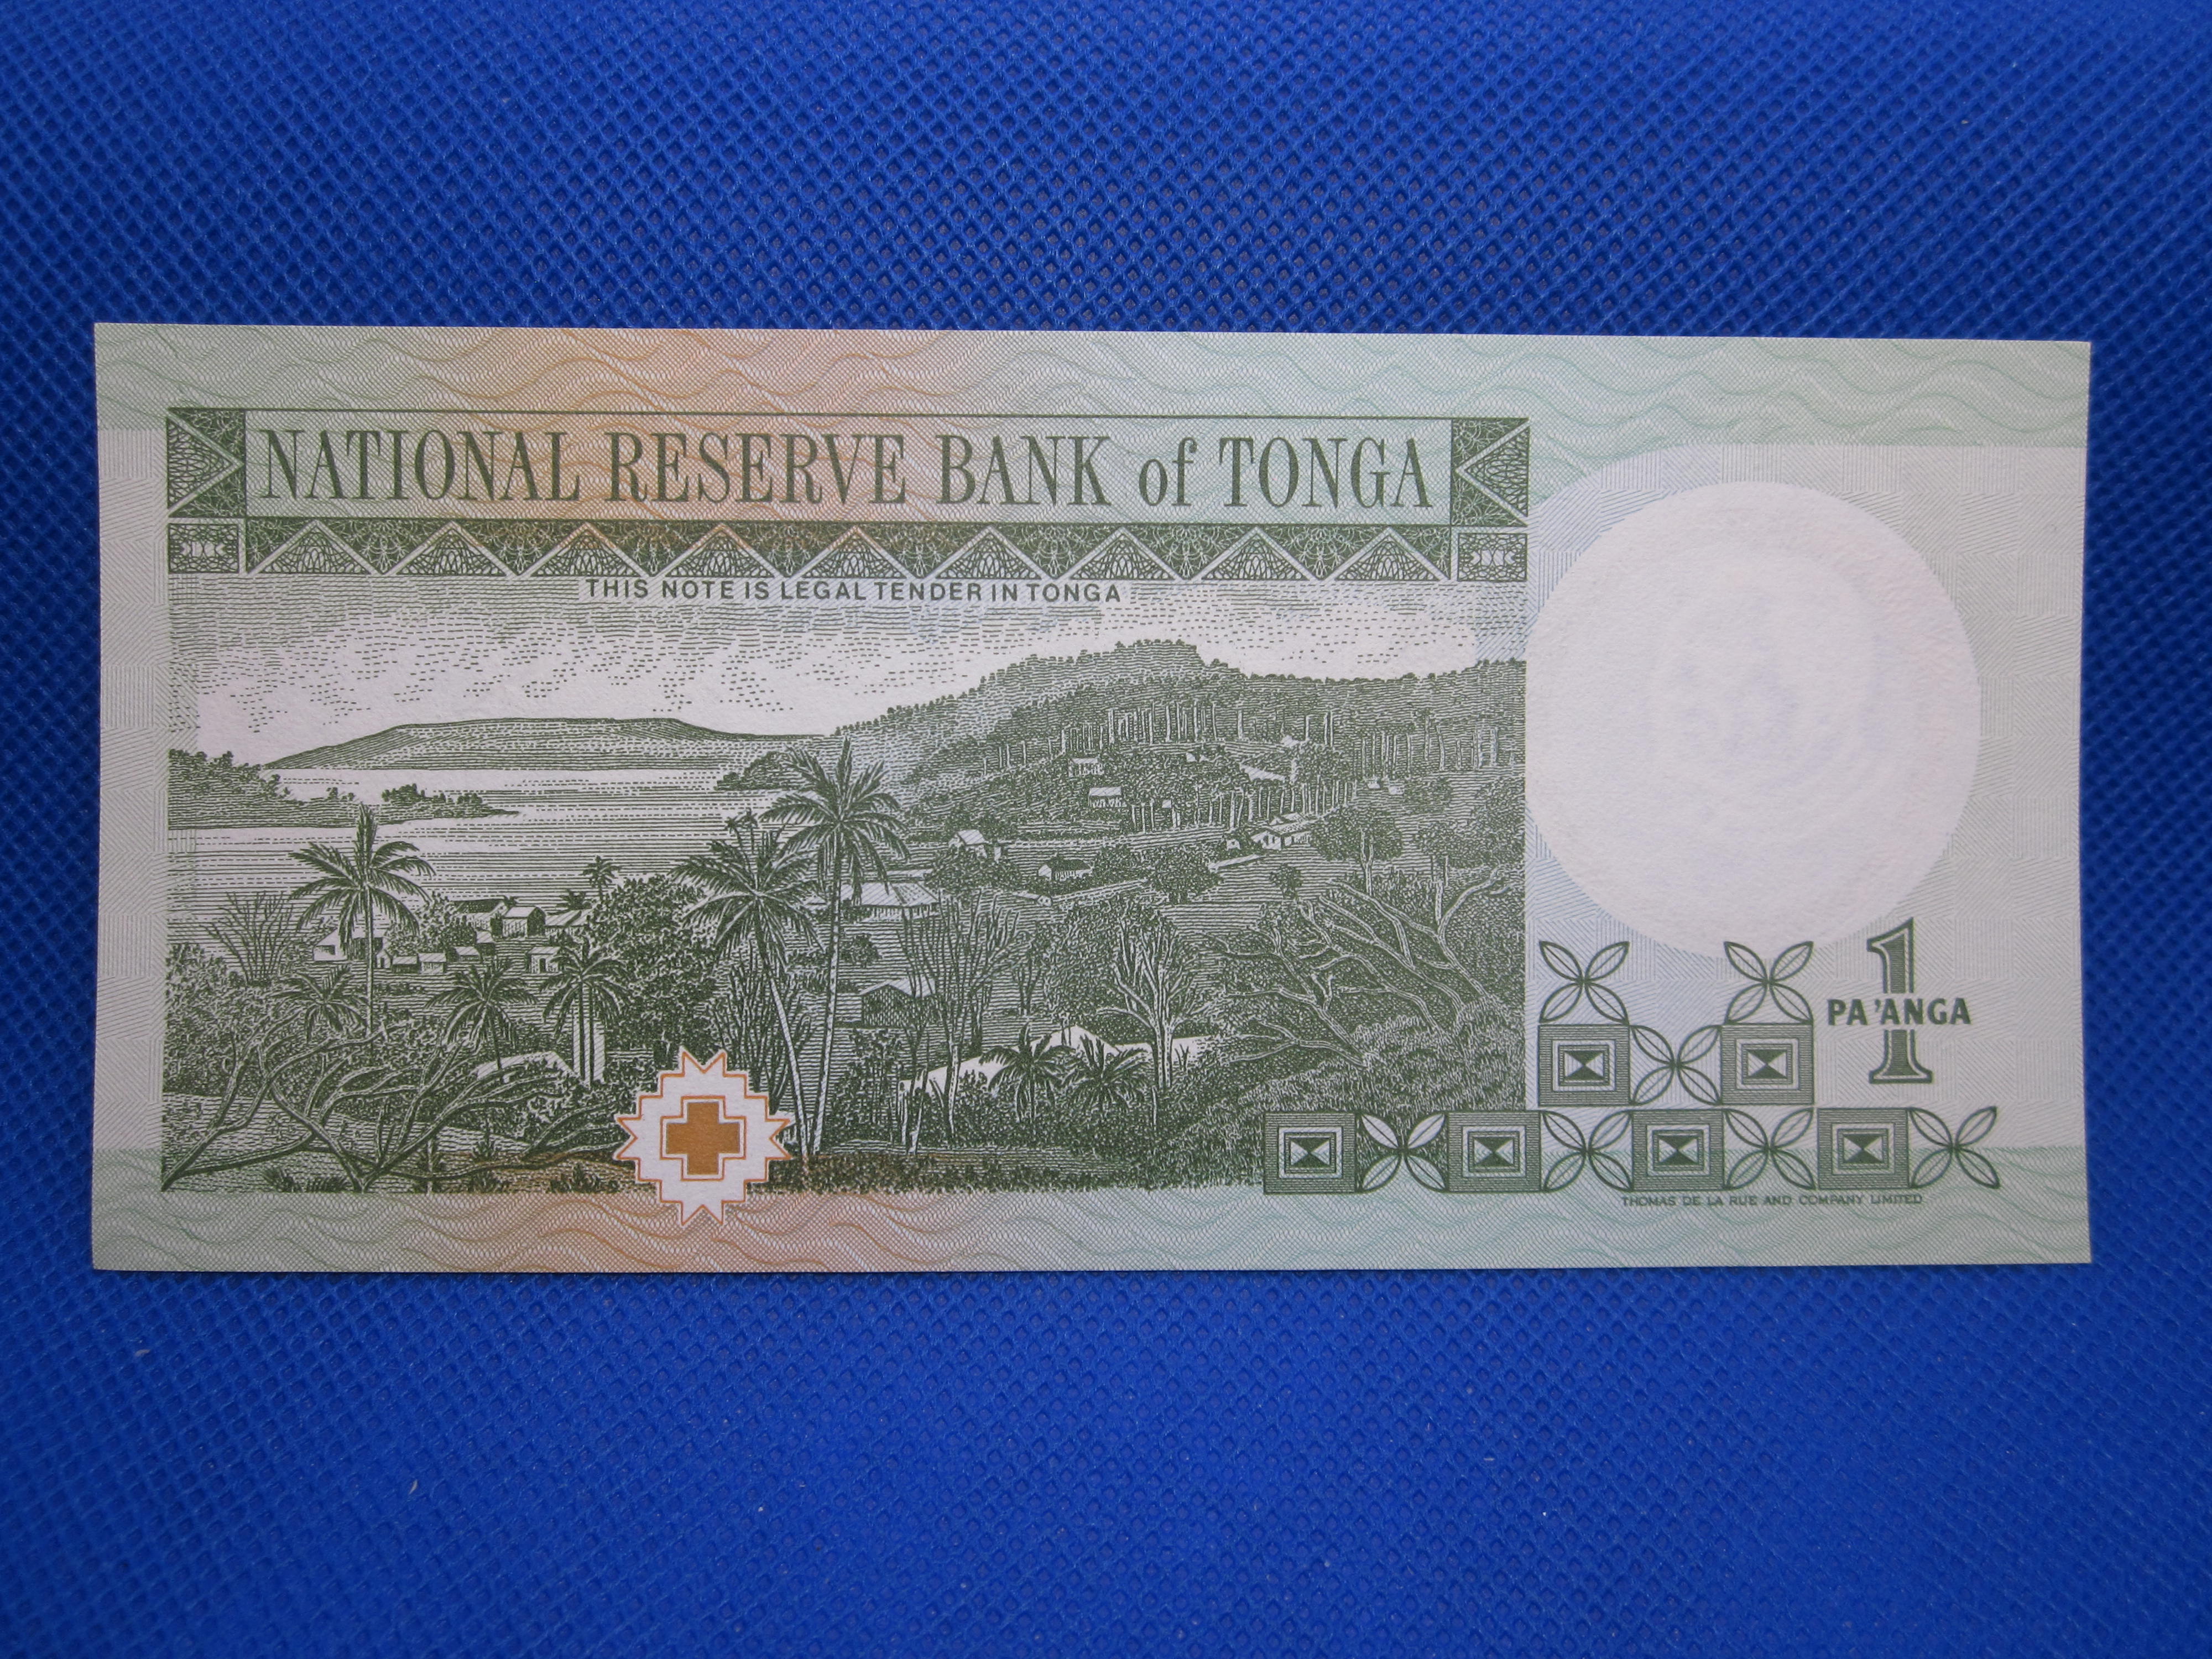 NATIONAL RESERVE BANK of TONGA
THIS NOTE IS LEGAL TENDER IN TONGA
1
PA'ANGA
THOMAS DE LA RUE AND COMPANY LIMITED